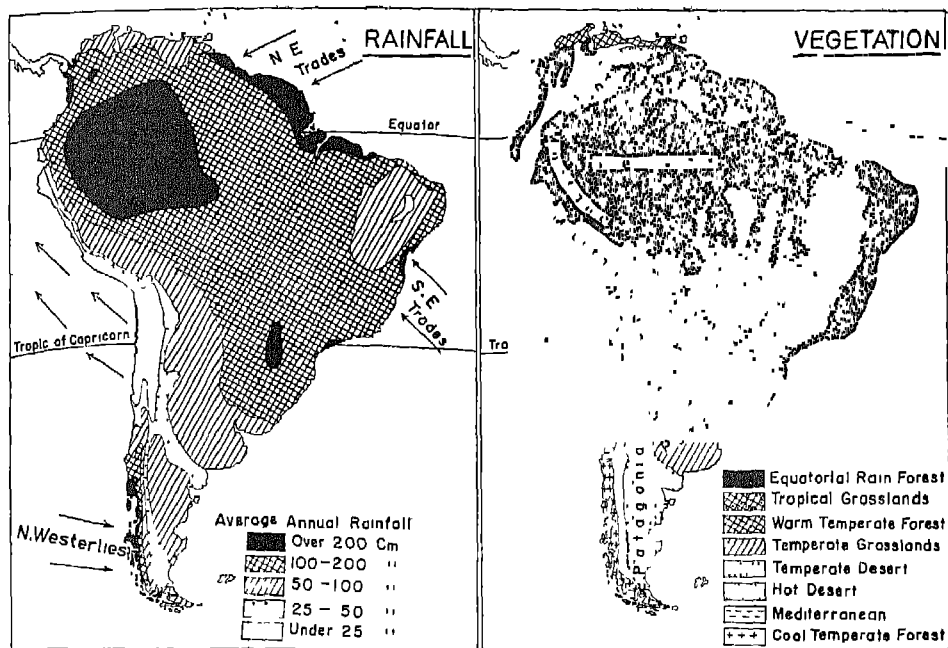 RAINFALL
N E
Trades
Equator
S.E
Trades
Tropic of Capricorn
N.Westerlies
Average Annual Rainfall
Over 200 Cm
100-200 "
50-100 "
25-50 "
Under 25 "
VEGETATION
Tro
Patagonia
Equatorial Rain Forest
Tropical Grasslands
Warm Temperate Forest
Temperate Grasslands
Temperate Desert
Hot Desert
Mediterranean
Cool Temperate Forest